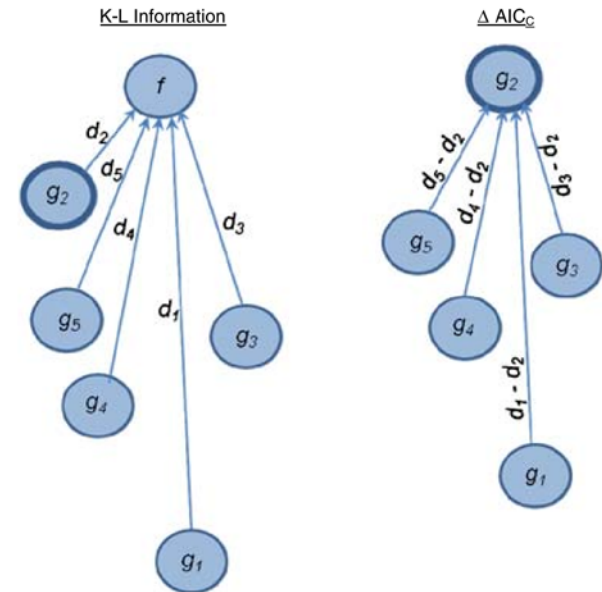 K-L Information
Δ AICC
f
g2
d2
d5
g2
d4
d5 - d2
d4 - d2
d3 - d2
d3
g5
g3
g5
d1
g3
g4
g4
d1 - d2
g1
g1